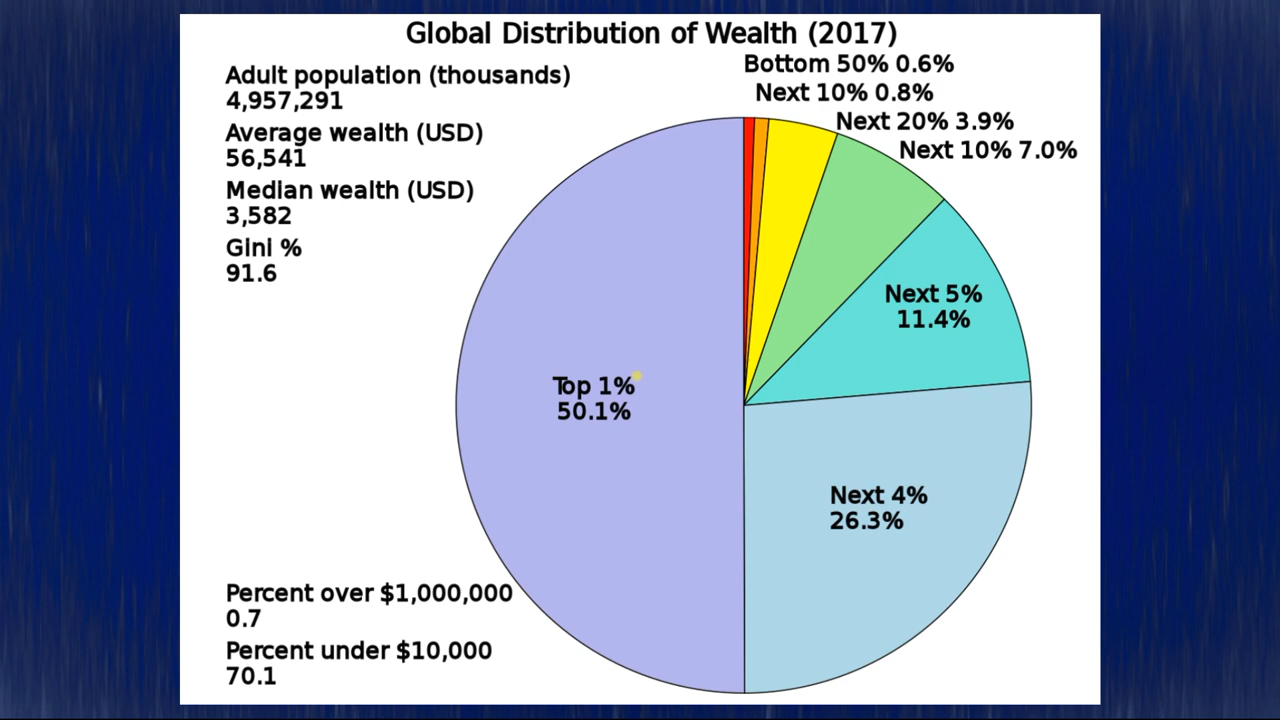 Global Distribution of Wealth (2017)
Adult population (thousands)
4,957,291
Average wealth (USD)
56,541
Median wealth (USD)
3,582
Gini %
91.6
Bottom 50% 0.6%
Next 10% 0.8%
Next 20% 3.9%
Next 10% 7.0%
Next 5%
11.4%
Top 1%
50.1%
Next 4%
26.3%
Percent over $1,000,000
0.7
Percent under $10,000
70.1